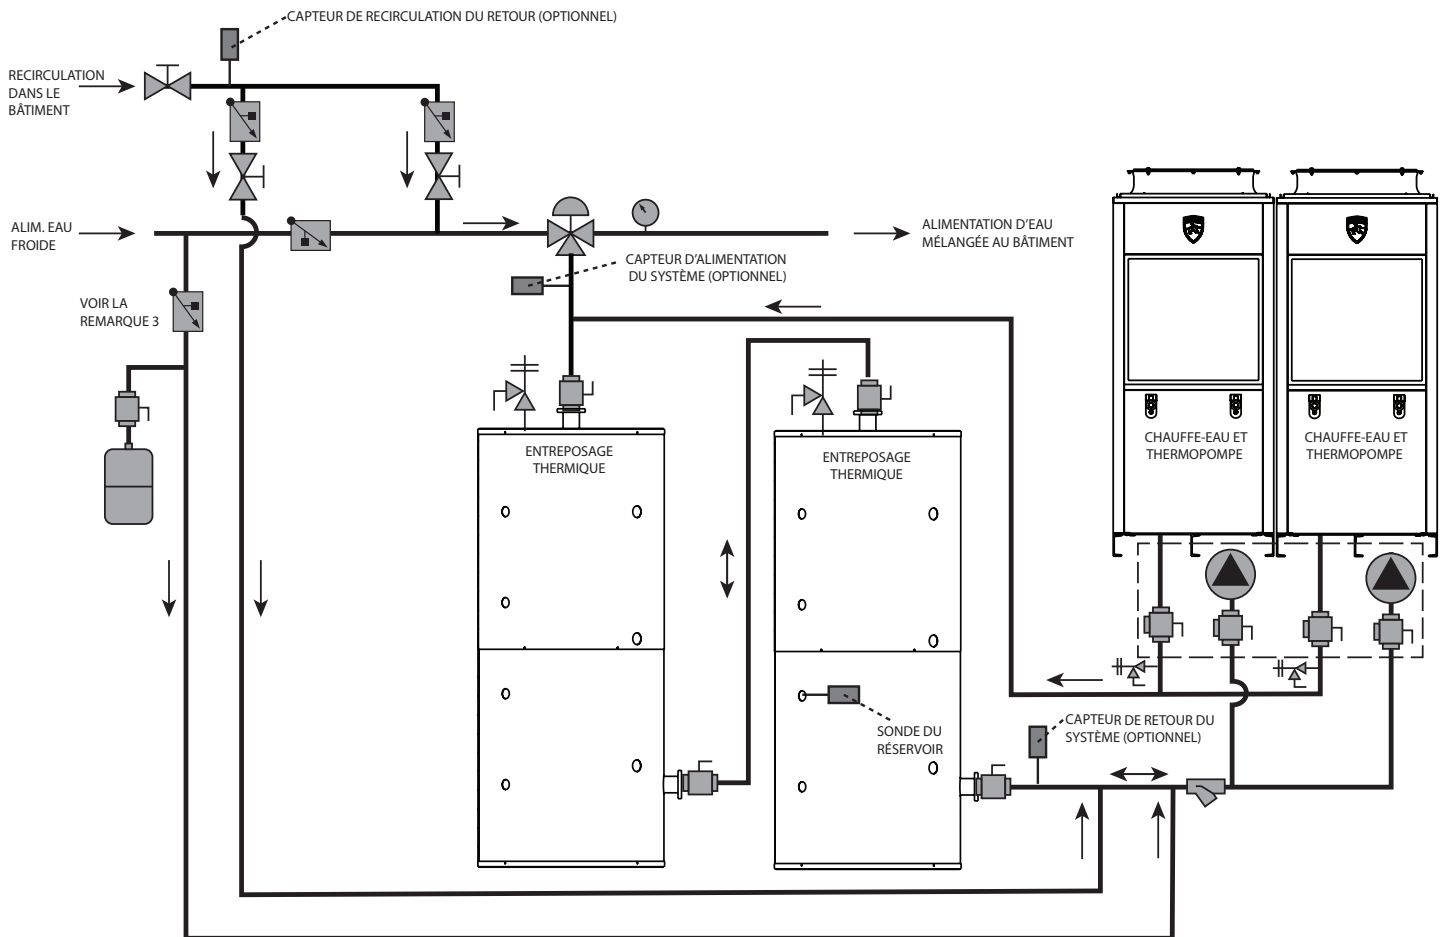 CAPTEUR DE RECIRCULATION DU RETOUR (OPTIONNEL)
RECIRCULATION
DANS LE
BÂTIMENT
ALIM. EAU
FROIDE
ALIMENTATION D'EAU
MÉLANGÉE AU BÂTIMENT
CAPTEUR D'ALIMENTATION
DU SYSTÈME (OPTIONNEL)
VOIR LA
REMARQUE 3
ENTREPOSAGE
THERMIQUE
ENTREPOSAGE
THERMIQUE
CHAUFFE-EAU ET
THERMOPOMPE
CHAUFFE-EAU ET
THERMOPOMPE
SONDE DU
RÉSERVOIR
CAPTEUR DE RETOUR DU
SYSTÈME (OPTIONNEL)